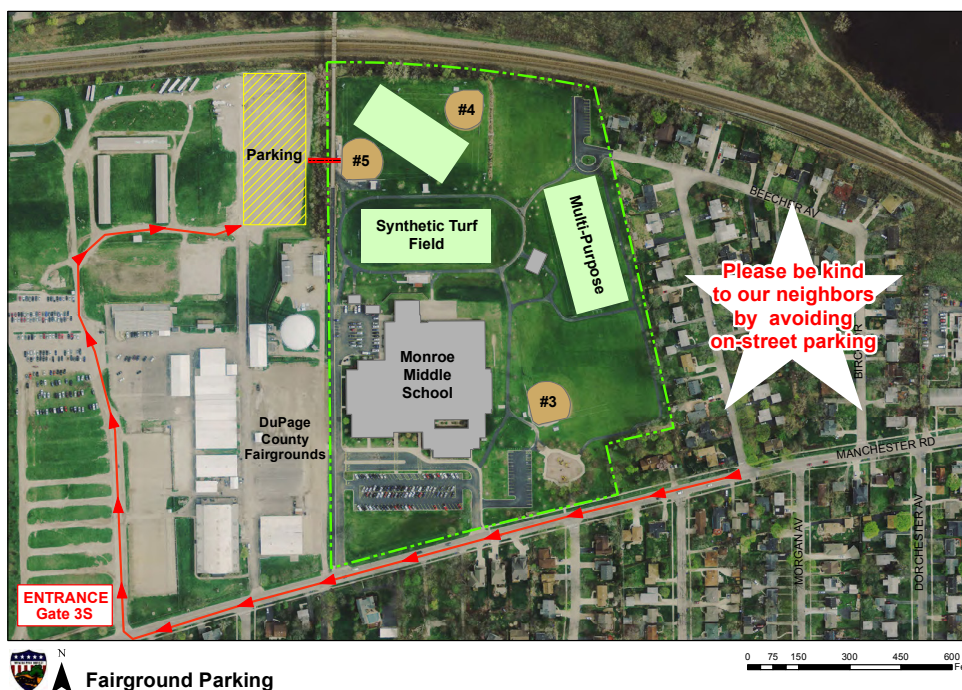 #4
Parking
#5
BEECHER AV
Synthetic Turf
Field
Multi-Purpose
Please be kind
to our neighbors
by avoiding
on-street parking
Monroe
Middle
School
#3
DuPage
County
Fairgrounds
MANCHESTER RD
MORGAN AV
DORCHESTER AV
ENTRANCE
Gate 3S
N
Fairground Parking
0 75 150 300 450 600